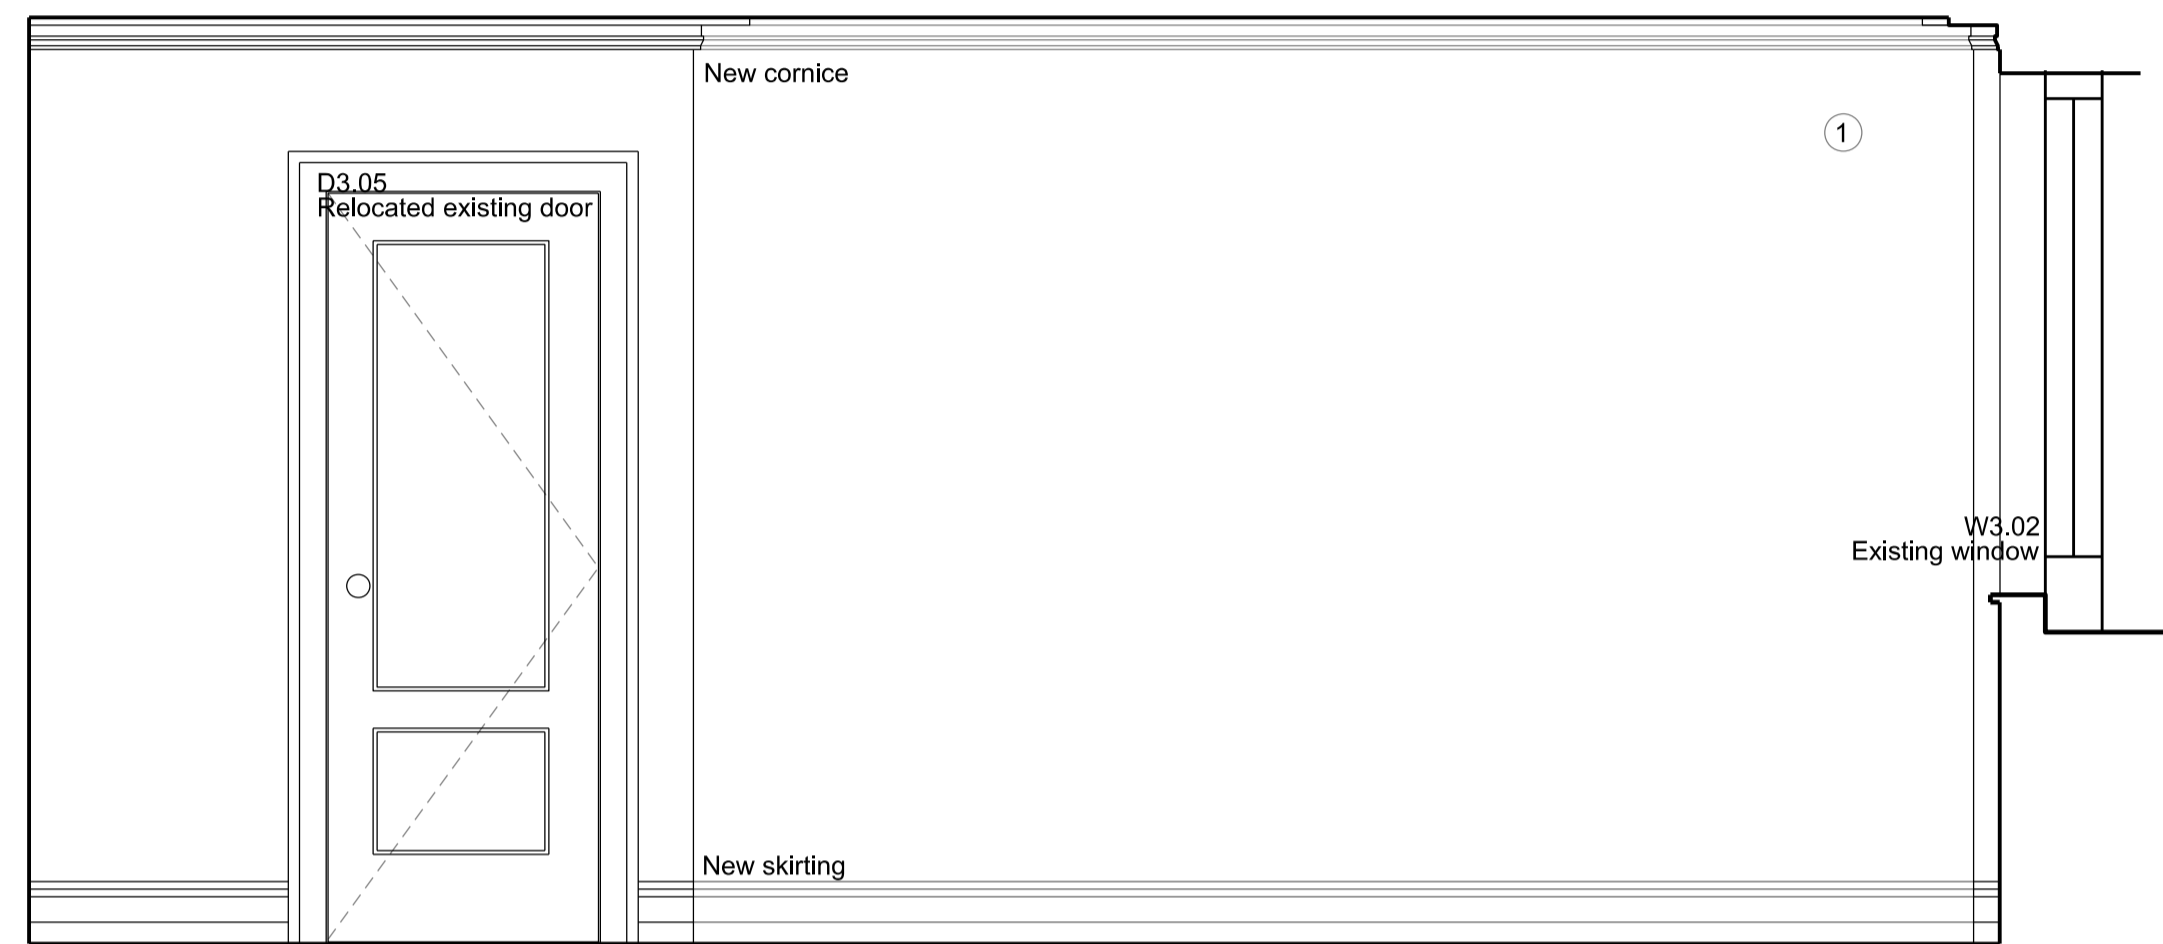 New cornice
1
D3.05
Relocated existing door
W3.02
Existing window
New skirting